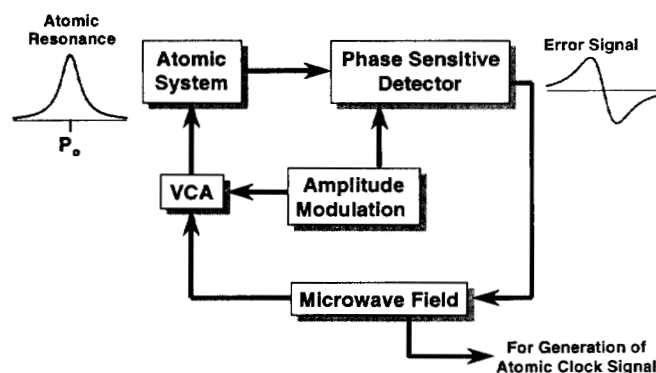 Atomic
Resonance
Pₒ
Atomic
System
Phase Sensitive
Detector
Error Signal
VCA
Amplitude
Modulation
Microwave Field
For Generation of
Atomic Clock Signal